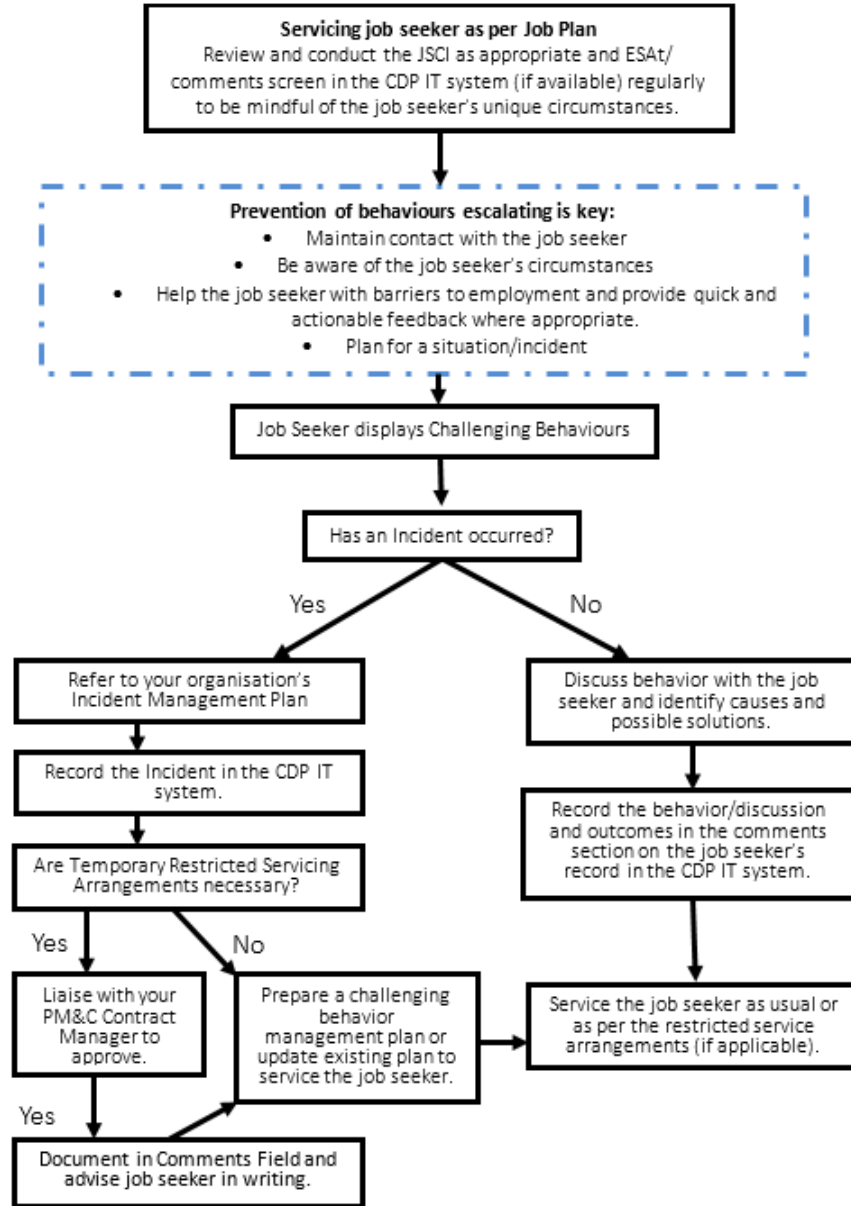 Servicing job seeker as per Job Plan
Review and conduct the JSCI as appropriate and ESAt/
comments screen in the CDP IT system (if available) regularly
to be mindful of the job seeker's unique circumstances.
Prevention of behaviours escalating is key:
• Maintain contact with the job seeker
• Be aware of the job seeker's circumstances
• Help the job seeker with barriers to employment and provide quick and
actionable feedback where appropriate.
• Plan for a situation/incident
Job Seeker displays Challenging Behaviours
Has an Incident occurred?
Yes
No
Refer to your organisation's
Incident Management Plan
Discuss behavior with the job
seeker and identify causes and
possible solutions.
Record the Incident in the CDP IT
system.
Record the behavior/discussion
and outcomes in the comments
section on the job seeker's
record in the CDP IT system.
Are Temporary Restricted Servicing
Arrangements necessary?
Yes
No
Liaise with your
PM&C Contract
Manager to
approve.
Prepare a challenging
behavior
management plan or
update existing plan to
service the job seeker.
Service the job seeker as usual or
as per the restricted service
arrangements (if applicable).
Yes
Document in Comments Field and
advise job seeker in writing.